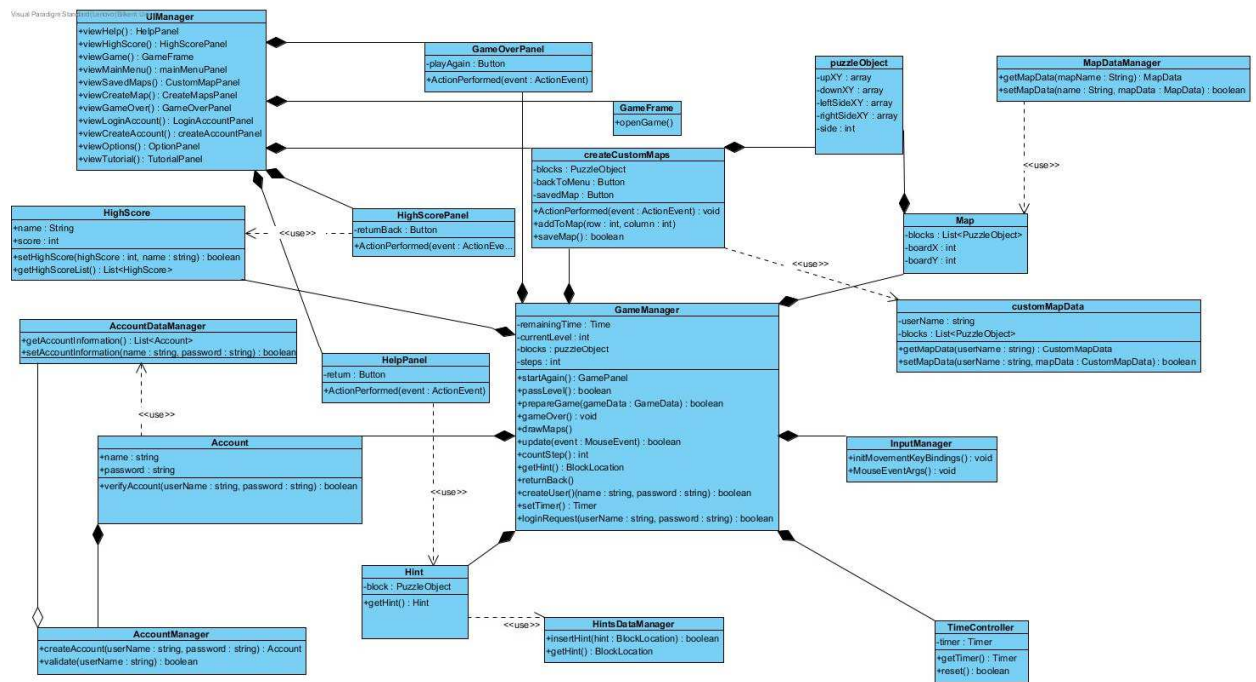 Visual Paradigm Standard
UIManager
+viewHelp() : HelpPanel
+viewHighScore() : HighScorePanel
+viewGame() : GameFrame
+viewMainMenu() : mainMenuPanel
+viewSavedMaps() : CustomMapPanel
+viewCreateMap() : CreateMapsPanel
+viewGameOver() : GameOverPanel
+viewLoginAccount() : LoginAccountPanel
+viewCreateAccount() : createAccountPanel
+viewOptions() : OptionPanel
+viewTutorial() : TutorialPanel
GameOverPanel
-playAgain : Button
+ActionPerformed(event : ActionEvent)
GameFrame
+openGame()
puzzleObject
-upXY : array
-downXY : array
-leftSideXY : array
-rightSideXY : array
-side : int
MapDataManager
+getMapData(mapName : String) : MapData
+setMapData(name : String, mapData : MapData) : boolean
<<use>>
createCustomMaps
-blocks : PuzzleObject
-backToMenu : Button
-savedMap : Button
+ActionPerformed(event : ActionEvent) : void
+addToMap(row : int, column : int)
+saveMap() : boolean
HighScore
+name : String
+score : int
+setHighScore(highScore : int, name : string) : boolean
+getHighScoreList() : List<HighScore>
<<use>>
HighScorePanel
-returnBack : Button
+ActionPerformed(event : ActionEve...
Map
-blocks : List<PuzzleObject>
-boardX : int
-boardY : int
<<use>>
customMapData
-userName : string
-blocks : List<PuzzleObject>
+getMapData(userName : string) : CustomMapData
+setMapData(userName : string, mapData : CustomMapData) : boolean
AccountDataManager
+getAccountInformation() : List<Account>
+setAccountInformation(name : string, password : string) : boolean
<<use>>
HelpPanel
-return : Button
+ActionPerformed(event : ActionEvent)
<<use>>
GameManager
-remainingTime : Time
-currentLevel : int
-blocks : puzzleObject
-steps : int
+startAgain() : GamePanel
+passLevel() : boolean
+prepareGame(gameData : GameData) : boolean
+gameOver() : void
+drawMaps()
+update(event : MouseEvent) : boolean
+countStep() : int
+getHint() : BlockLocation
+returnBack()
+createUser()(name : string, password : string) : boolean
+setTimer() : Timer
+loginRequest(userName : string, password : string) : boolean
Account
+name : string
+password : string
+verifyAccount(userName : string, password : string) : boolean
InputManager
+initMovementKeyBindings() : void
+MouseEventArgs() : void
Hint
-block : PuzzleObject
+getHint() : Hint
<<use>>
HintsDataManager
+insertHint(hint : BlockLocation) : boolean
+getHint() : BlockLocation
AccountManager
+createAccount(userName : string, password : string) : Account
+validate(userName : string) : boolean
TimeController
-timer : Timer
+getTimer() : Timer
+reset() : boolean